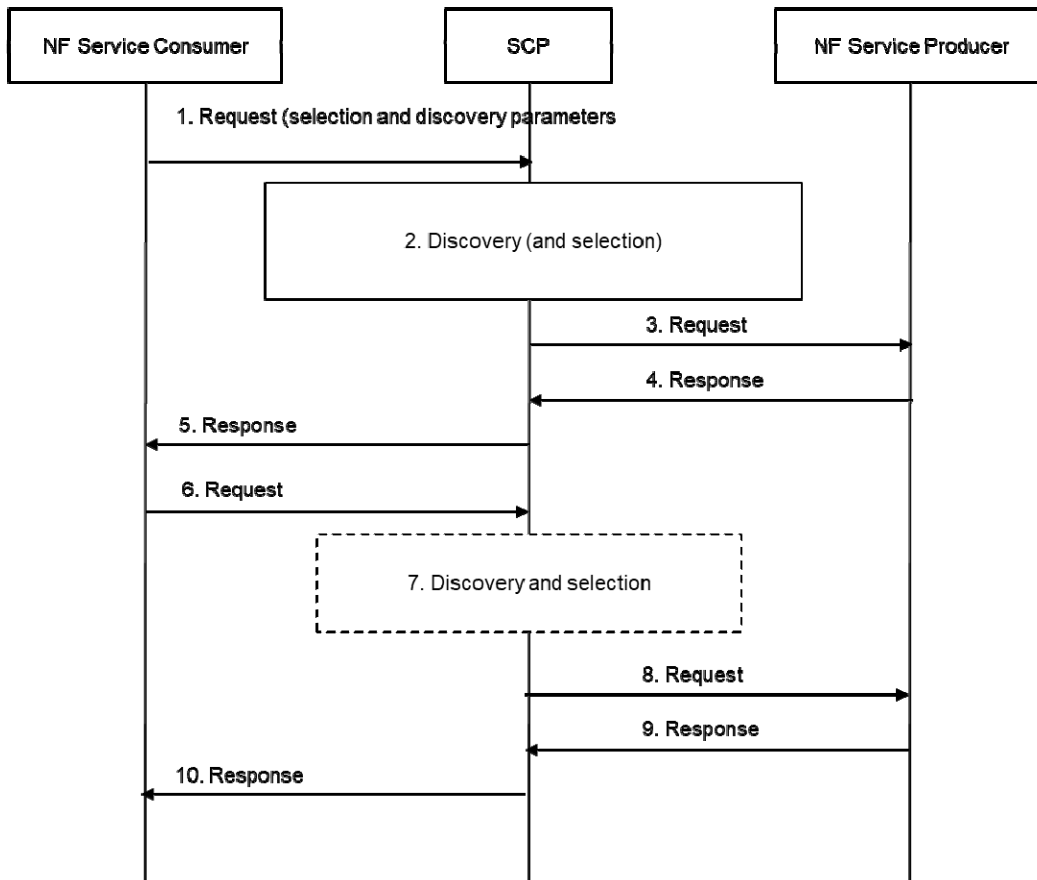 NF Service Consumer
SCP
NF Service Producer
1. Request (selection and discovery parameters
2. Discovery (and selection)
3. Request
4. Response
5. Response
6. Request
7. Discovery and selection
8. Request
9. Response
10. Response